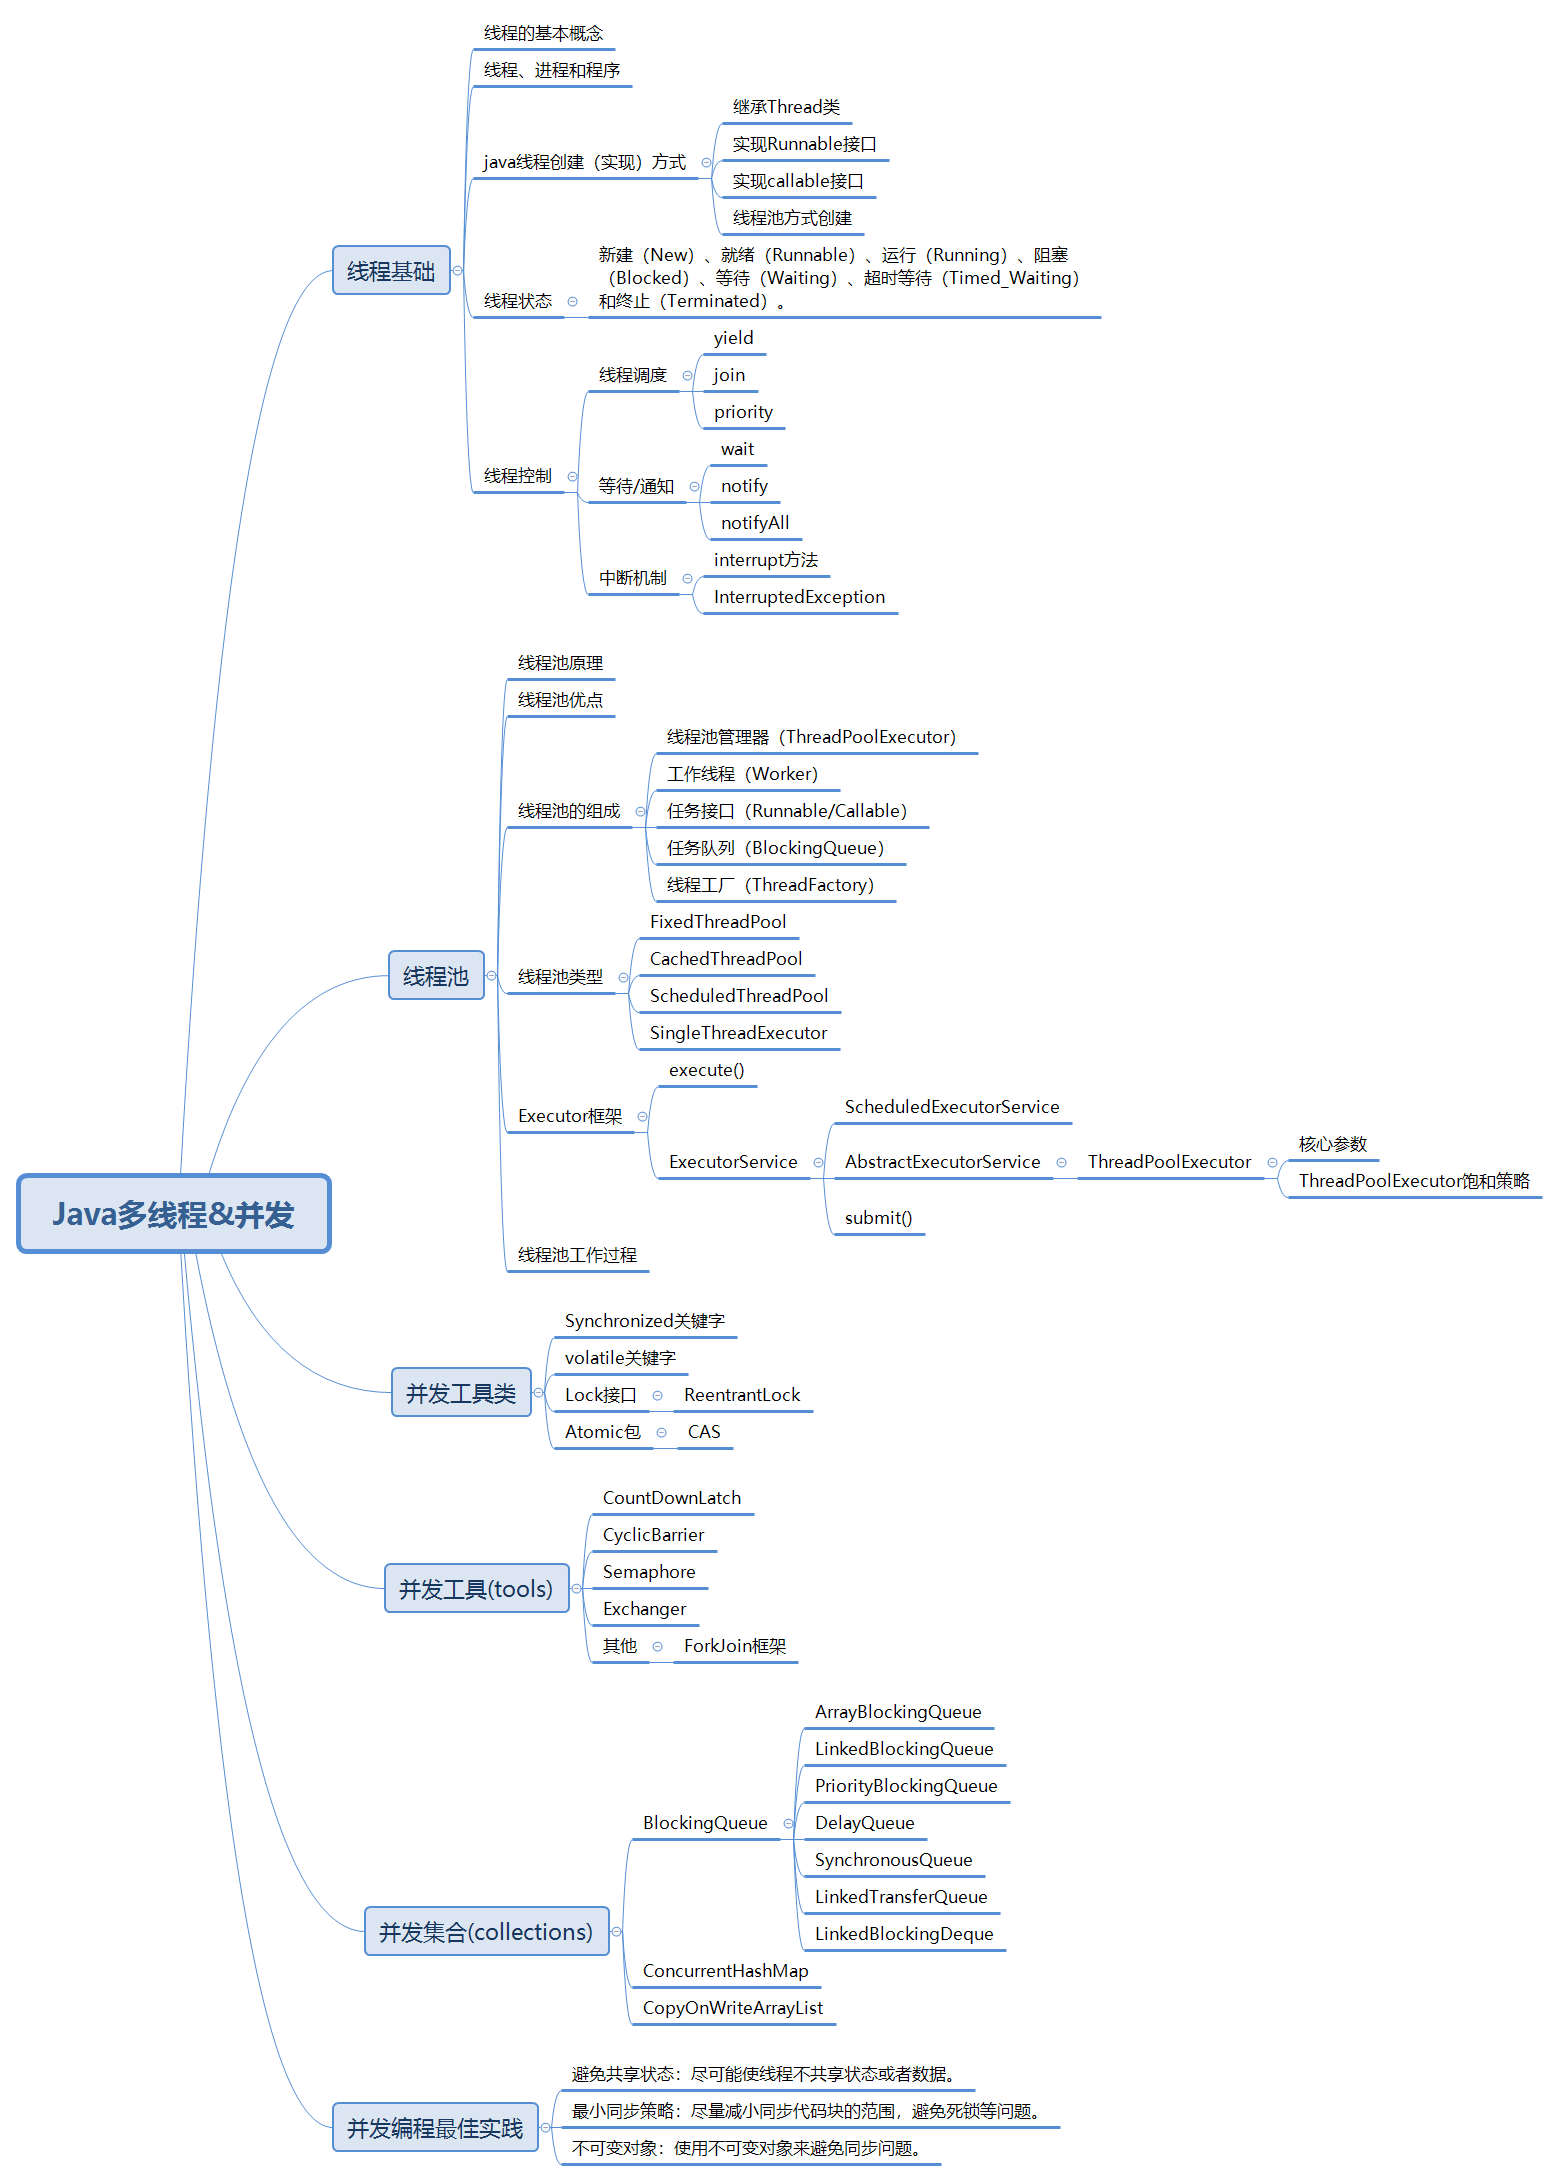 线程的基本概念
线程、进程和程序
继承Thread类
实现Runnable接口
java线程创建（实现）方式
实现callable接口
线程池方式创建
线程基础
新建（New）、就绪（Runnable）、运行（Running）、阻塞
（Blocked）、等待（Waiting）、超时等待（Timed_Waiting）
和终止（Terminated）。
线程状态
yield
线程调度
join
priority
线程控制
wait
等待/通知
notify
notifyAll
interrupt方法
中断机制
InterruptedException
线程池原理
线程池优点
线程池管理器（ThreadPoolExecutor）
工作线程（Worker）
线程池的组成
任务接口（Runnable/Callable）
任务队列（BlockingQueue）
线程工厂（ThreadFactory）
FixedThreadPool
CachedThreadPool
线程池
线程池类型
ScheduledThreadPool
SingleThreadExecutor
execute()
Executor框架
ScheduledExecutorService
ExecutorService
AbstractExecutorService
ThreadPoolExecutor
核心参数
ThreadPoolExecutor饱和策略
submit()
线程池工作过程
Java多线程&并发
Synchronized关键字
volatile关键字
并发工具类
Lock接口
ReentrantLock
Atomic包
CAS
CountDownLatch
CyclicBarrier
并发工具(tools)
Semaphore
Exchanger
其他
ForkJoin框架
ArrayBlockingQueue
LinkedBlockingQueue
PriorityBlockingQueue
BlockingQueue
DelayQueue
SynchronousQueue
LinkedTransferQueue
LinkedBlockingDeque
并发集合(collections)
ConcurrentHashMap
CopyOnWriteArrayList
避免共享状态：尽可能使线程不共享状态或者数据。
并发编程最佳实践
最小同步策略：尽量减小同步代码块的范围，避免死锁等问题。
不可变对象：使用不可变对象来避免同步问题。